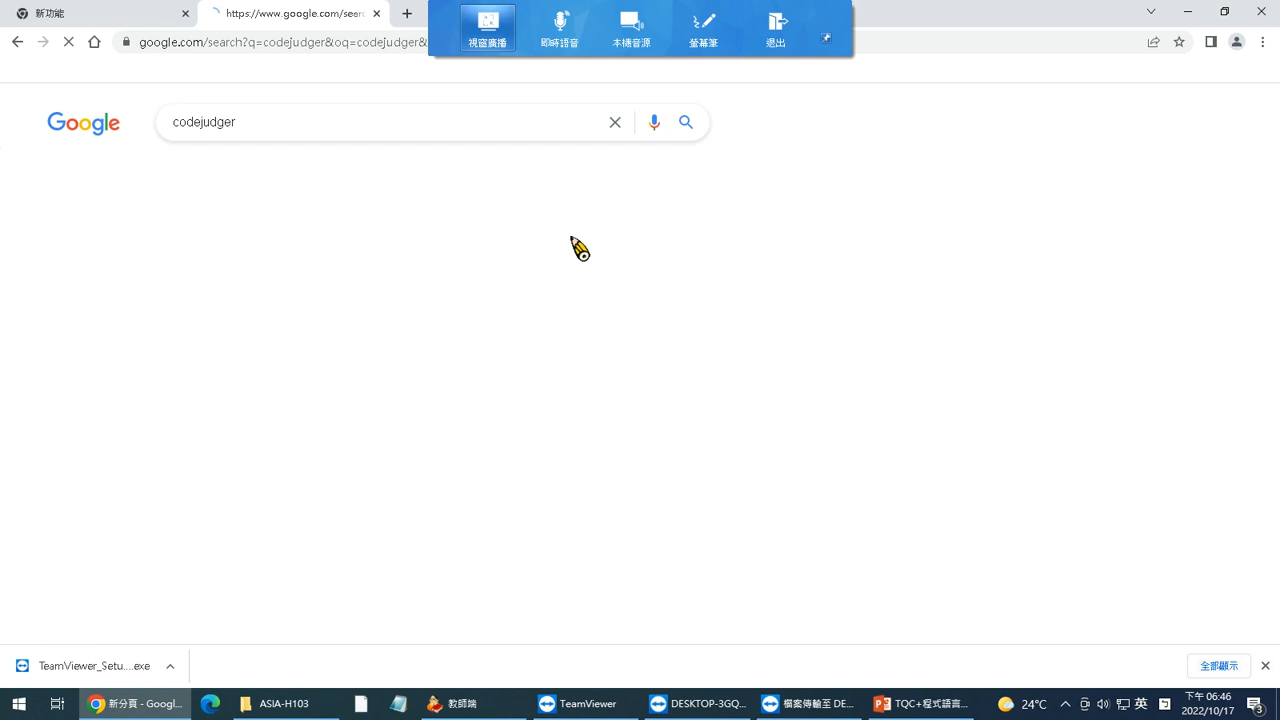 新功能
https://www.google.com/searc
google.com/search?q=codejudger&aq=codejudger&
視窗廣播
即時語音
本機音源
螢幕筆
退出
Google
codejudger
TeamViewer_Setu....exe
全部顯示
新分頁 - Googl...
ASIA-H103
教師端
TeamViewer
DESKTOP-3GQ...
檔案傳輸至 DE...
TQC+程式語言...
24°C
英
下午 06:46
2022/10/17
3